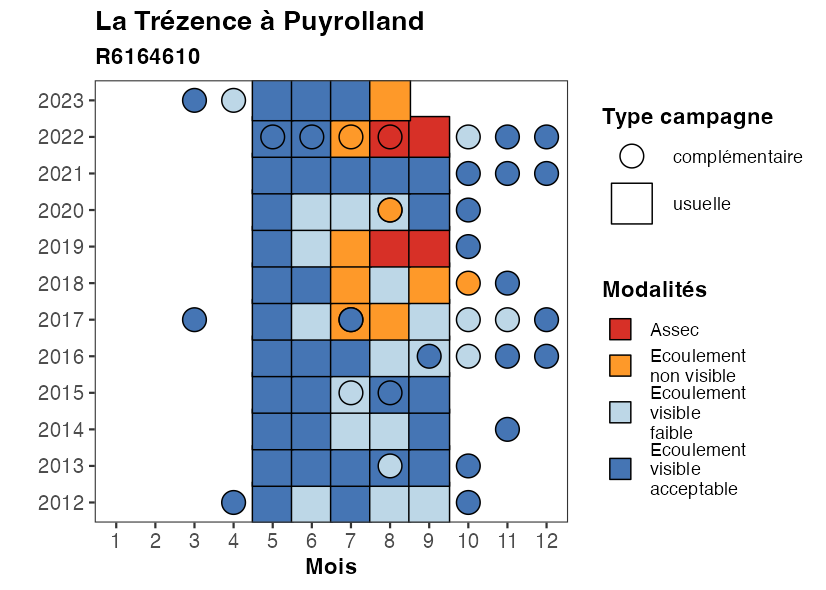 La Trézence à Puyrolland
R6164610
2023
2022
2021
2020
2019
2018
2017
2016
2015
2014
2013
2012
1 2 3 4 5 6 7 8 9 10 11 12
Mois
Type campagne
complémentaire
usuelle
Modalités
Assec
Ecoulement
non visible
Ecoulement
visible
faible
Ecoulement
visible
acceptable